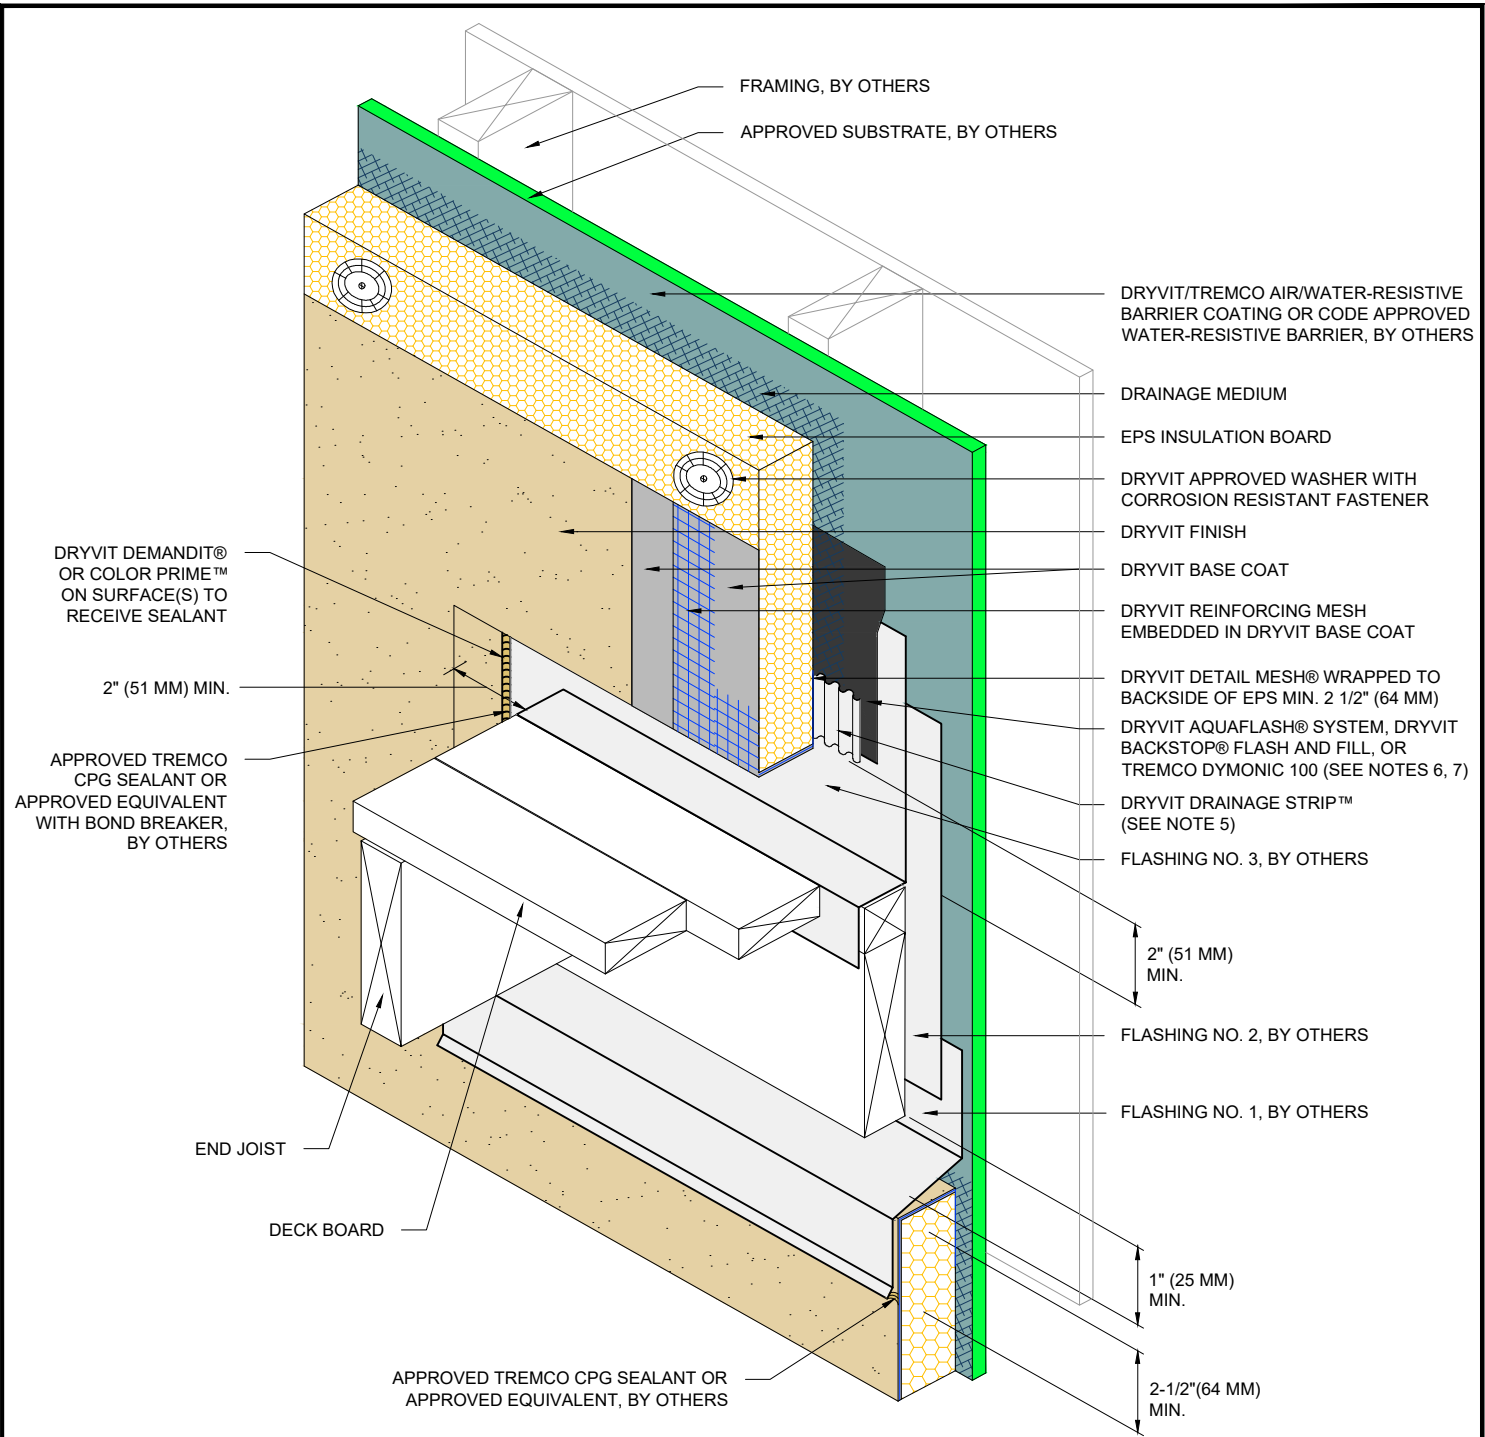 FRAMING, BY OTHERS
APPROVED SUBSTRATE, BY OTHERS
DRYVIT/TREMCO AIR/WATER-RESISTIVE
BARRIER COATING OR CODE APPROVED
WATER-RESISTIVE BARRIER, BY OTHERS
DRAINAGE MEDIUM
EPS INSULATION BOARD
DRYVIT APPROVED WASHER WITH
CORROSION RESISTANT FASTENER
DRYVIT FINISH
DRYVIT BASE COAT
DRYVIT REINFORCING MESH
EMBEDDED IN DRYVIT BASE COAT
DRYVIT DETAIL MESH® WRAPPED TO
BACKSIDE OF EPS MIN. 2 1/2" (64 MM)
DRYVIT AQUAFLASH® SYSTEM, DRYVIT
BACKSTOP® FLASH AND FILL, OR
TREMCO DYMONIC 100 (SEE NOTES 6, 7)
DRYVIT DRAINAGE STRIP™
(SEE NOTE 5)
FLASHING NO. 3, BY OTHERS
2" (51 MM)
MIN.
FLASHING NO. 2, BY OTHERS
FLASHING NO. 1, BY OTHERS
1" (25 MM)
MIN.
2-1/2"(64 MM)
MIN.
DRYVIT DEMANDIT®
OR COLOR PRIME™
ON SURFACE(S) TO
RECEIVE SEALANT
2" (51 MM) MIN.
APPROVED TREMCO
CPG SEALANT OR
APPROVED EQUIVALENT
WITH BOND BREAKER,
BY OTHERS
END JOIST
DECK BOARD
APPROVED TREMCO CPG SEALANT OR
APPROVED EQUIVALENT, BY OTHERS